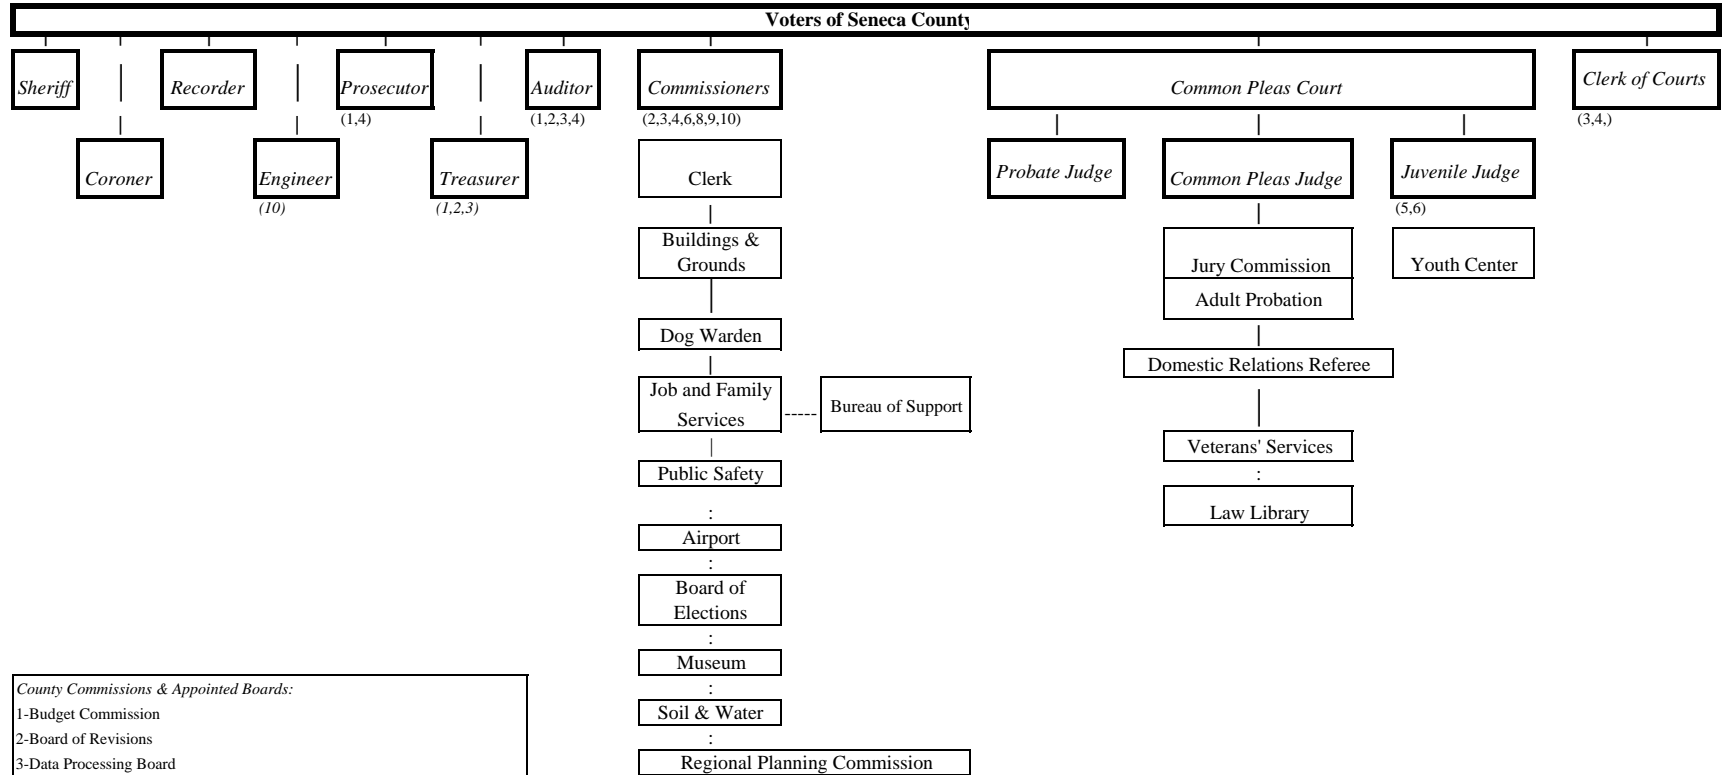 Voters of Seneca County
Sheriff
Recorder
Prosecutor
Auditor
Commissioners
Common Pleas Court
Clerk of Courts
(1,4)
(1,2,3,4)
(2,3,4,6,8,9,10)
(3,4,)
Coroner
Engineer
Treasurer
Clerk
Probate Judge
Common Pleas Judge
Juvenile Judge
(10)
(1,2,3)
(5,6)
Buildings &
Grounds
Jury Commission
Youth Center
Adult Probation
Dog Warden
Domestic Relations Referee
Job and Family
Services
-----
Bureau of Support
Veterans' Services
:
Public Safety
Law Library
:
Airport
:
Board of
Elections
:
Museum
:
Soil & Water
:
Regional Planning Commission
County Commissions & Appointed Boards:
1-Budget Commission
2-Board of Revisions
3-Data Processing Board